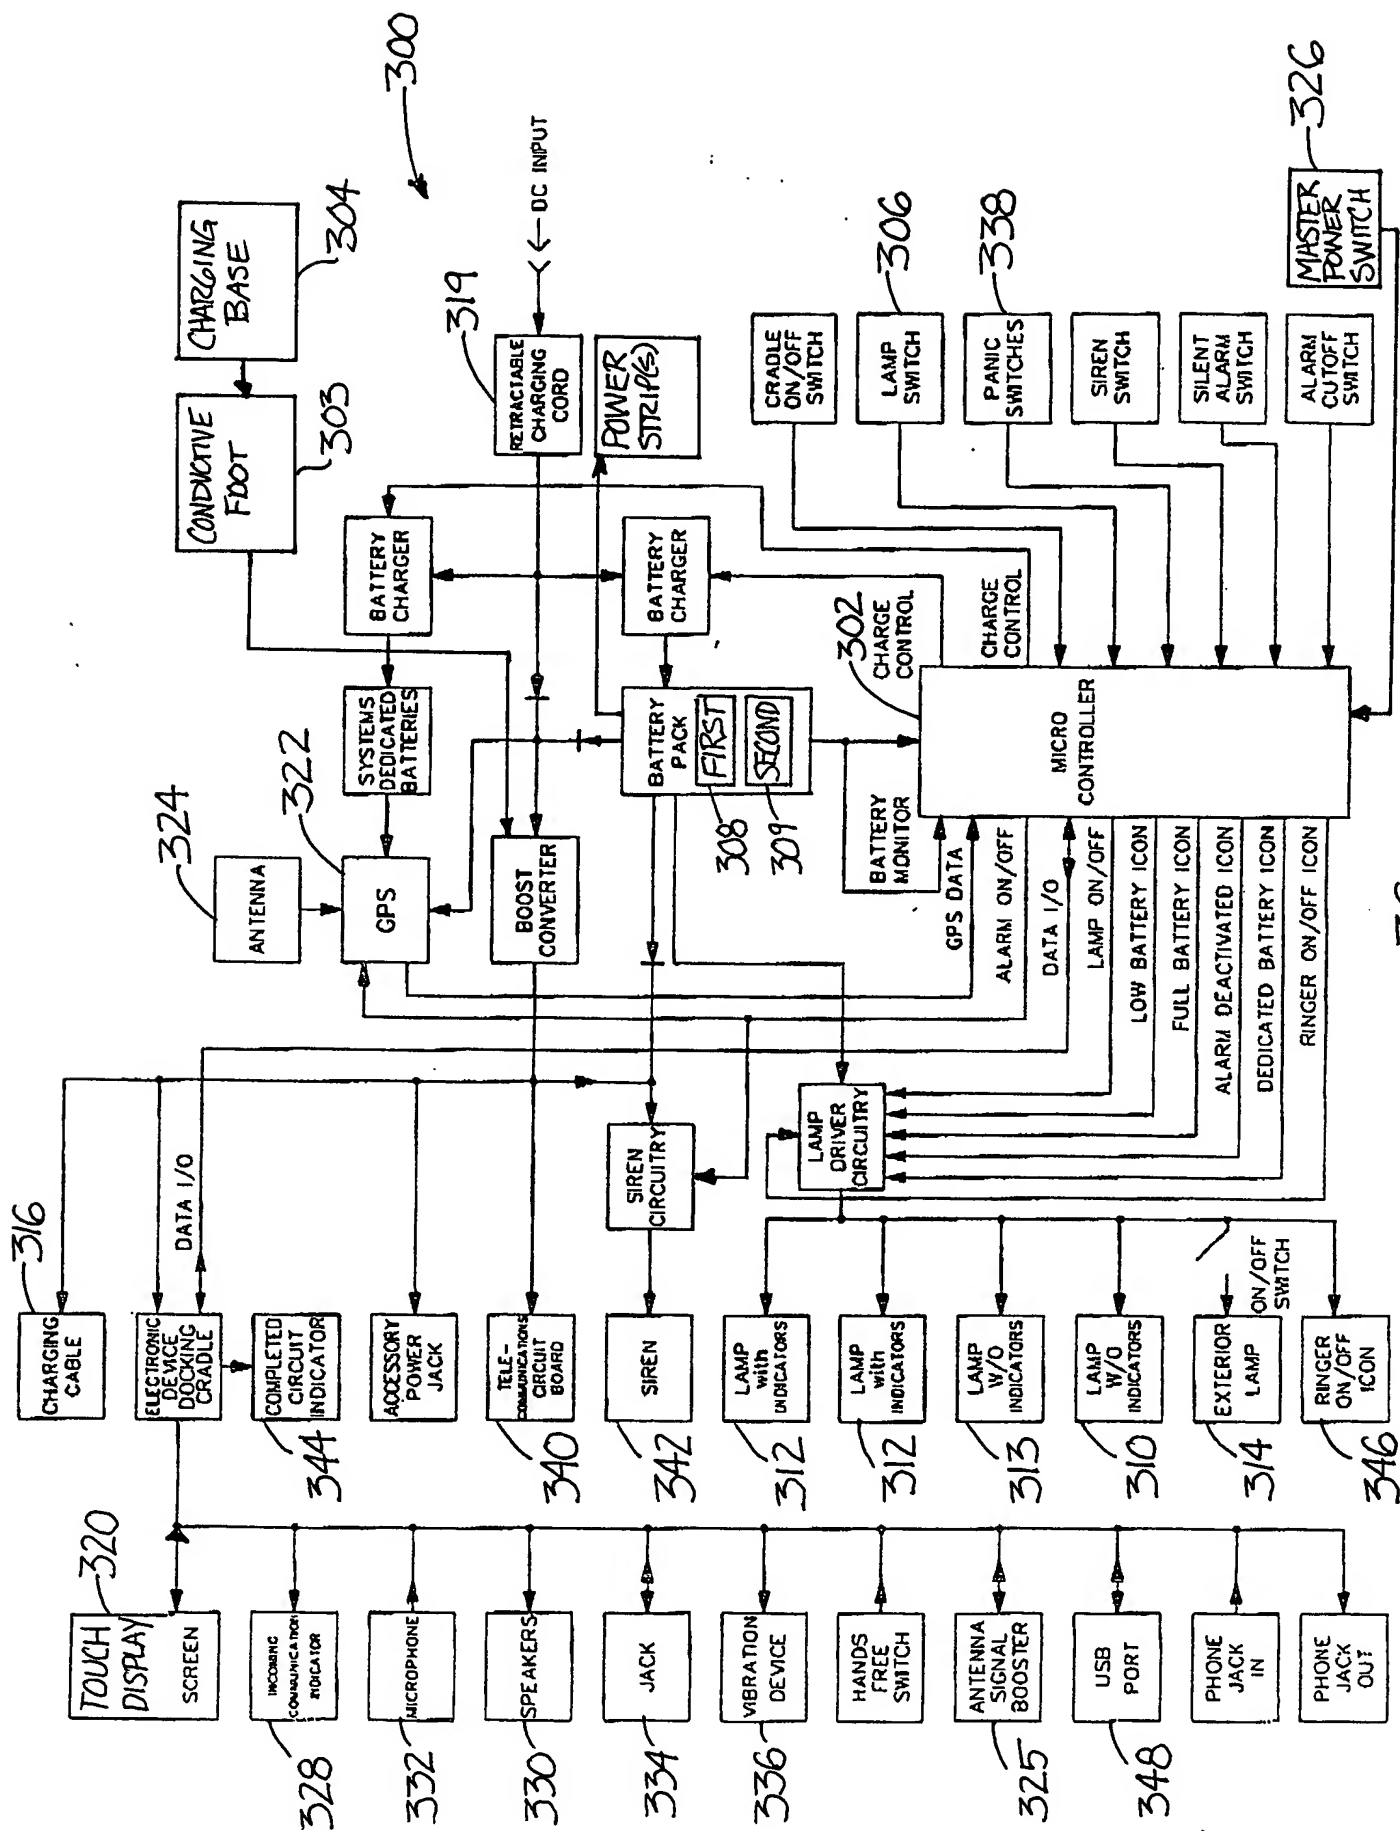 300
CHARGING
BASE
304
CONDUCTIVE
FOOT
303
DC INPUT
319
RETRACTABLE
CHARGING
CORD
POWER
STRIP(S)
BATTERY
CHARGER
BATTERY
CHARGER
SYSTEMS
DEDICATED
BATTERIES
322
324
ANTENNA
GPS
BOOST
CONVERTER
BATTERY
PACK
FIRST
SECOND
308
309
BATTERY
MONITOR
CRADLE
ON/OFF
SWITCH
LAMP
SWITCH
306
PANIC
SWITCHES
338
SIREN
SWITCH
SILENT
ALARM
SWITCH
ALARM
CUTOFF
SWITCH
MASTER
POWER
SWITCH
326
302
CHARGE
CONTROL
CHARGE
CONTROL
MICRO
CONTROLLER
GPS DATA
ALARM ON/OFF
DATA I/O
LAMP ON/OFF
LOW BATTERY ICON
FULL BATTERY ICON
ALARM DEACTIVATED ICON
DEDICATED BATTERY ICON
RINGER ON/OFF ICON
DATA I/O
SIREN
CIRCUITRY
LAMP
DRIVER
CIRCUITRY
316
CHARGING
CABLE
ELECTRONIC
DEVICE
DOCKING
CRADLE
COMPLETED
CIRCUIT
INDICATOR
344
ACCESSORY
POWER
JACK
TELE-
COMMUNICATIONS
CIRCUIT
BOARD
340
SIREN
342
LAMP
with
INDICATORS
312
LAMP
with
INDICATORS
312
LAMP
W/O
INDICATORS
313
LAMP
W/O
INDICATORS
310
ON/OFF
SWITCH
EXTERIOR
LAMP
314
RINGER
ON/OFF
ICON
346
320
TOUCH
DISPLAY
SCREEN
INCOMING
COMMUNICATION
INDICATOR
328
MICROPHONE
332
SPEAKERS
330
JACK
334
VIBRATION
DEVICE
336
HANDS
FREE
SWITCH
ANTENNA
SIGNAL
BOOSTER
325
USB
PORT
348
PHONE
JACK
IN
PHONE
JACK
OUT